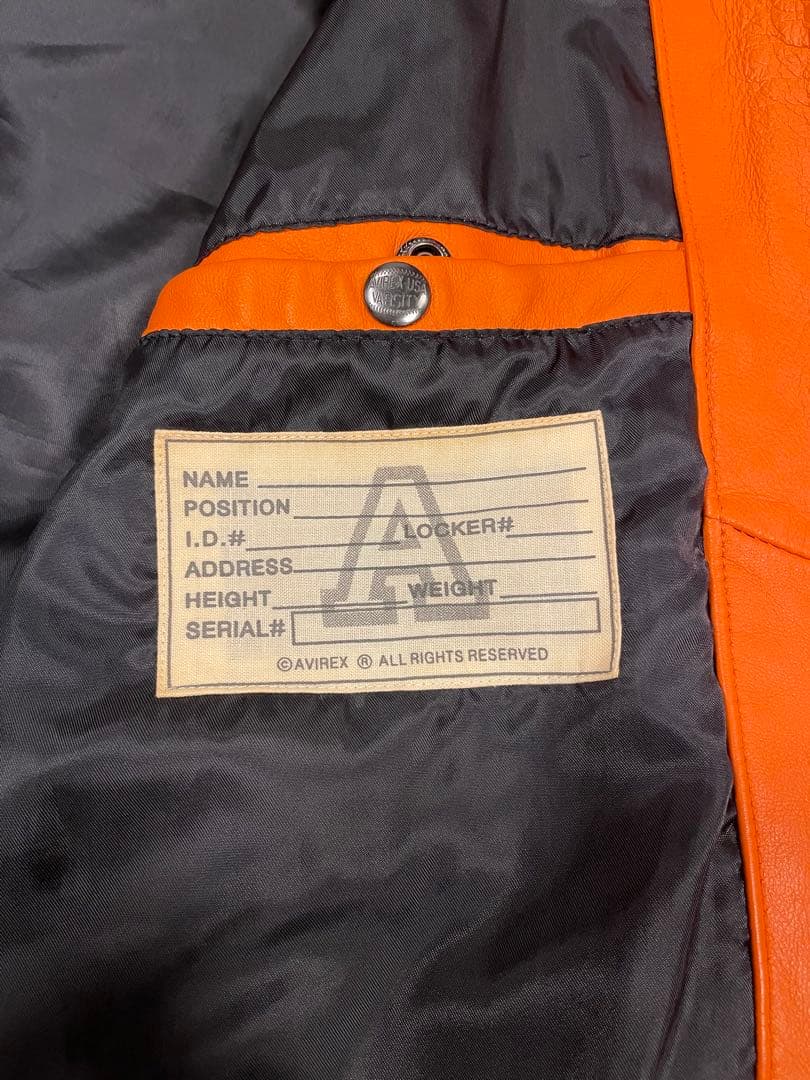 AVIREX USA
VARSITY
NAME
POSITION
I.D.# LOCKER#
ADDRESS
HEIGHT WEIGHT
SERIAL#
A
© AVIREX ® ALL RIGHTS RESERVED